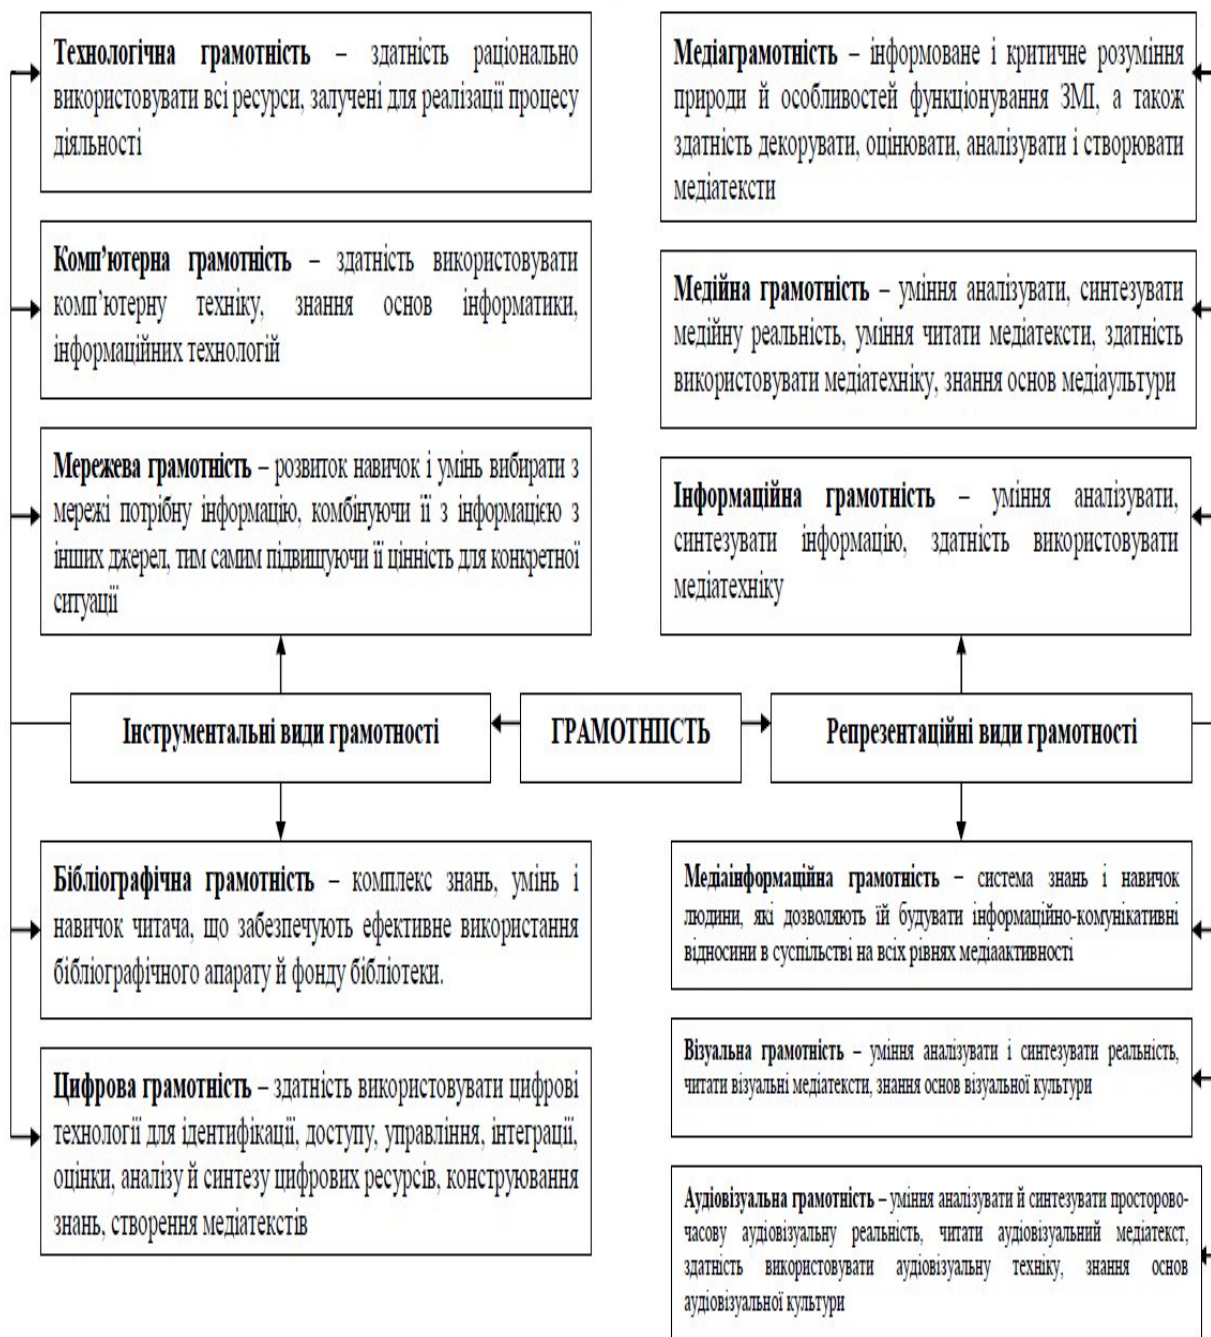 Технологічна грамотність – здатність раціонально
використовувати всі ресурси, залучені для реалізації процесу
діяльності
Комп’ютерна грамотність – здатність використовувати
комп’ютерну техніку, знання основ інформатики,
інформаційних технологій
Мережева грамотність – розвиток навичок і умінь вибирати з
мережі потрібну інформацію, комбінуючи її з інформацією з
інших джерел, тим самим підвищуючи її цінність для конкретної
ситуації
Медіаграмотність – інформоване і критичне розуміння
природи й особливостей функціонування ЗМІ, а також
здатність декорувати, оцінювати, аналізувати і створювати
медіатексти
Медійна грамотність – уміння аналізувати, синтезувати
медійну реальність, уміння читати медіатексти, здатність
використовувати медіатехніку, знання основ медіаультури
Інформаційна грамотність – уміння аналізувати,
синтезувати інформацію, здатність використовувати
медіатехніку
Інструментальні види грамотності
ГРАМОТНІІСТЬ
Репрезентаційні види грамотності
Бібліографічна грамотність – комплекс знань, умінь і
навичок читача, що забезпечують ефективне використання
бібліографічного апарату й фонду бібліотеки.
Цифрова грамотність – здатність використовувати цифрові
технології для ідентифікації, доступу, управління, інтеграції,
оцінки, аналізу й синтезу цифрових ресурсів, конструювання
знань, створення медіатекстів
Медіаінформаційна грамотність – система знань і навичок
людини, які дозволяють їй будувати інформаційно-комунікативні
відносини в суспільстві на всіх рівнях медіаактивності
Візуальна грамотність – уміння аналізувати і синтезувати реальність,
читати візуальні медіатексти, знання основ візуальної культури
Аудіовізуальна грамотність – уміння аналізувати й синтезувати просторово-
часову аудіовізуальну реальність, читати аудіовізуальний медіатекст,
здатність використовувати аудіовізуальну техніку, знання основ
аудіовізуальної культури